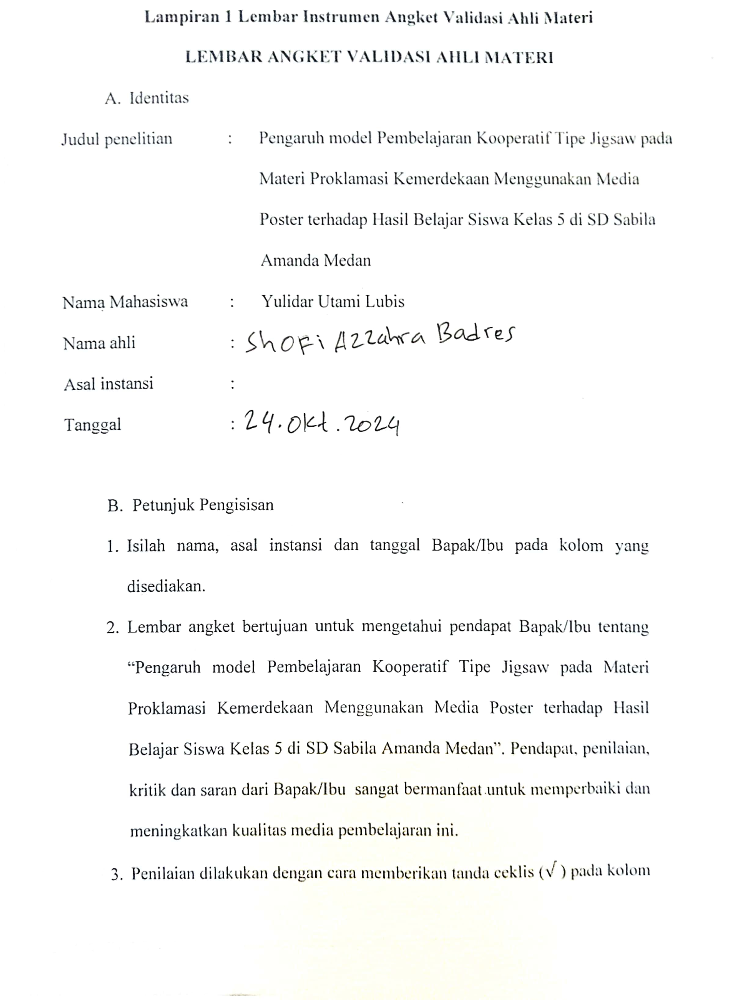 Lampiran 1 Lembar Instrumen Angket Validasi Ahli Materi
LEMBAR ANGKET VALIDASI AHLI MATERI
A. Identitas
Judul penelitian : Pengaruh model Pembelajaran Kooperatif Tipe Jigsaw pada
Materi Proklamasi Kemerdekaan Menggunakan Media
Poster terhadap Hasil Belajar Siswa Kelas 5 di SD Sabila
Amanda Medan
Nama Mahasiswa : Yulidar Utami Lubis
Nama ahli : Shofi Azzahra Badres
Asal instansi :
Tanggal : 24.Okt.2024
B. Petunjuk Pengisisan
1. Isilah nama, asal instansi dan tanggal Bapak/Ibu pada kolom yang
disediakan.
2. Lembar angket bertujuan untuk mengetahui pendapat Bapak/Ibu tentang
“Pengaruh model Pembelajaran Kooperatif Tipe Jigsaw pada Materi
Proklamasi Kemerdekaan Menggunakan Media Poster terhadap Hasil
Belajar Siswa Kelas 5 di SD Sabila Amanda Medan”. Pendapat, penilaian,
kritik dan saran dari Bapak/Ibu sangat bermanfaat untuk memperbaiki dan
meningkatkan kualitas media pembelajaran ini.
3. Penilaian dilakukan dengan cara memberikan tanda ceklis (√ ) pada kolom